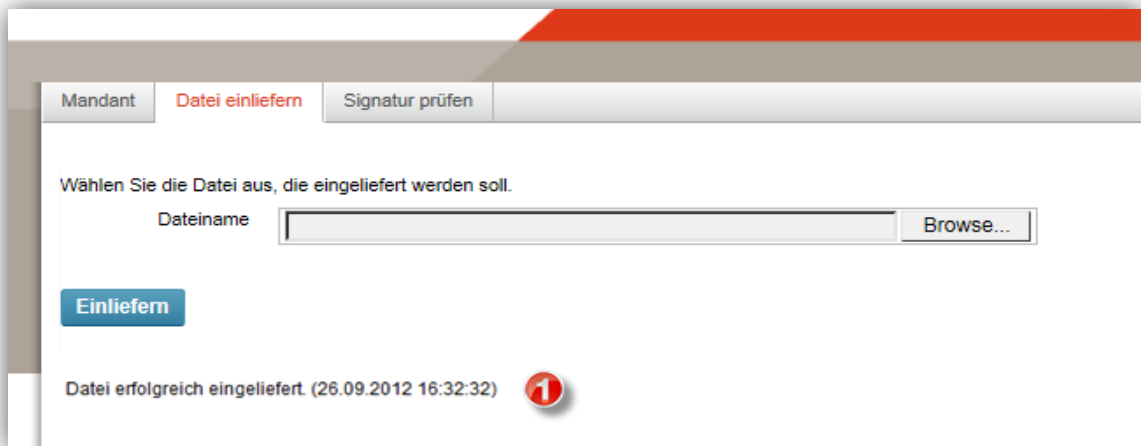 Mandant Datei einliefern Signatur prüfen
Wählen Sie die Datei aus, die eingeliefert werden soll.
Dateiname Browse...
Einliefern
Datei erfolgreich eingeliefert. (26.09.2012 16:32:32) 1